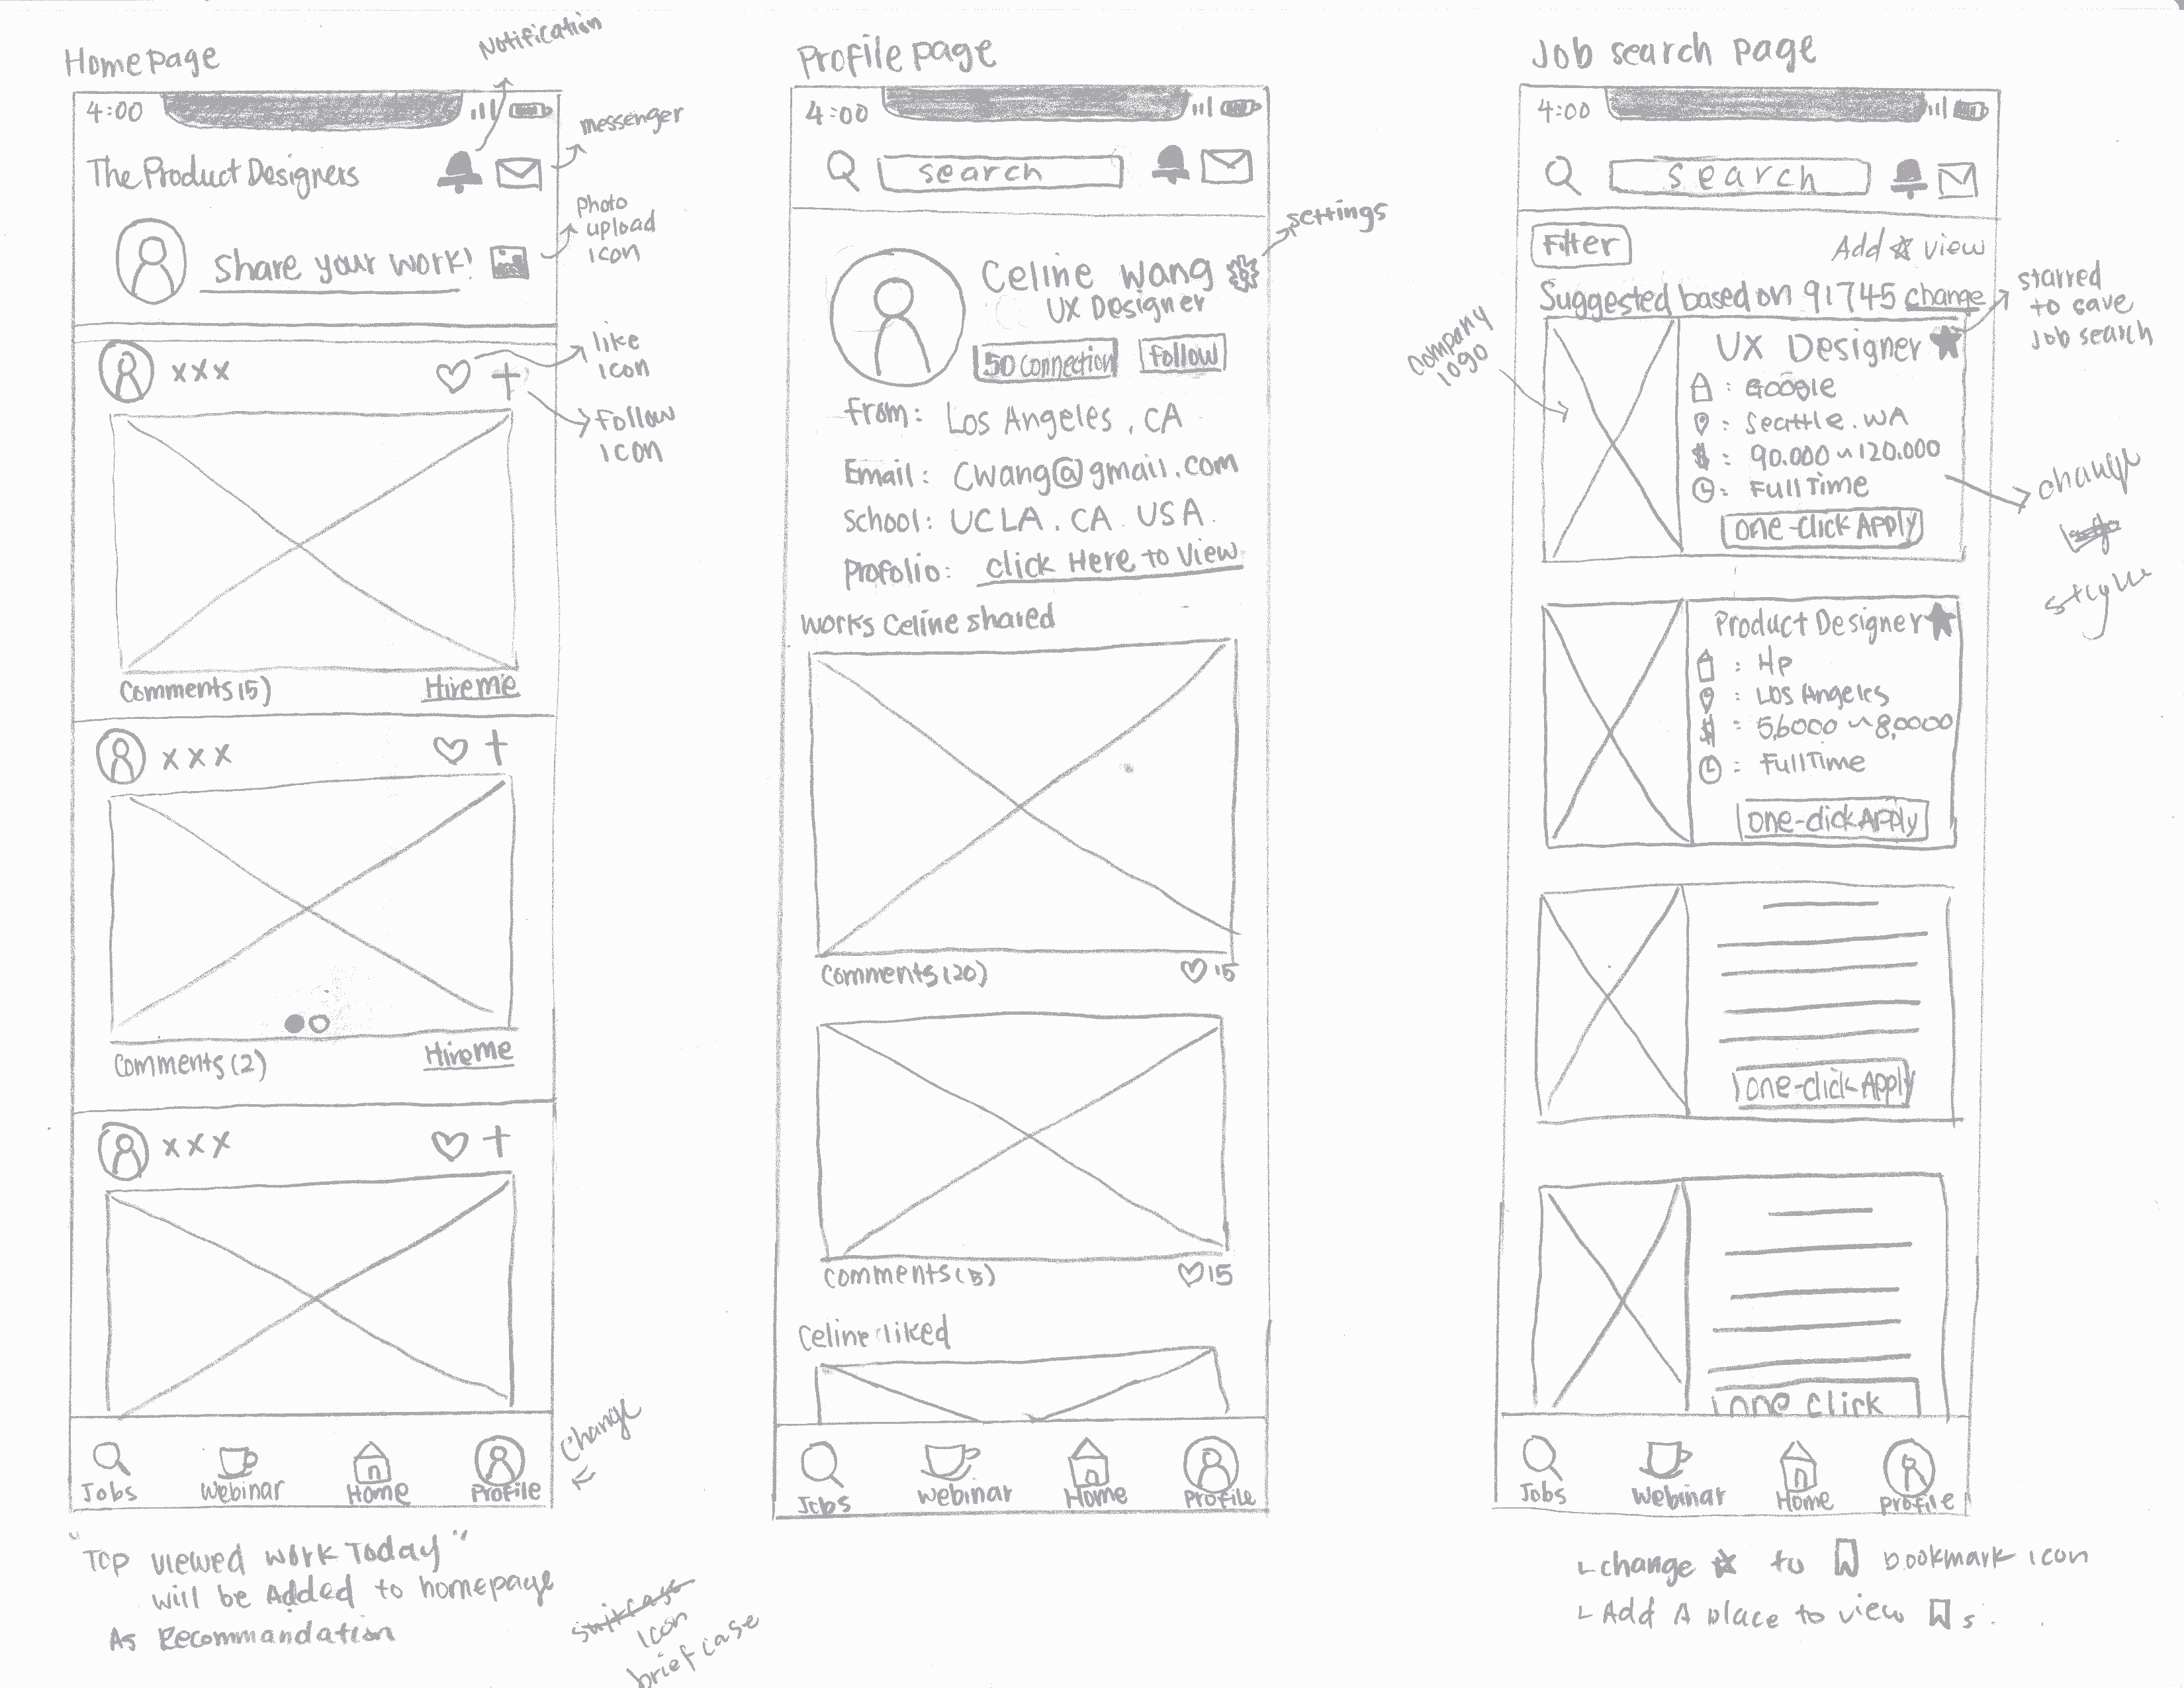 Homepage
Notification
4:00
messenger
The Product Designers
photo
upload
icon
share your work!
like
icon
xxx
Follow
icon
Comments (5)
Hire me
xxx
Comments (2)
Hire me
xxx
Change
Jobs
Webinar
Home
Profile
"Top viewed work Today"
will be Added to homepage
As Recommandation
suitcase
icon
briefcase
Profile page
4:00
search
settings
Celine Wang
UX Designer
50 connection
Follow
From: Los Angeles, CA
Email: Cwang@gmail.com
School: UCLA. CA. USA.
Profolio: click Here to View
works Celine shared
Comments (20)
15
Comments (5)
15
Celine liked
Jobs
Webinar
Home
Profile
Job search page
4:00
search
Filter
Add ☆ view
Suggested based on 91745 change
starred
to save
Job search
company
logo
UX Designer
: Google
: Seattle. WA
$ : 90.000 ~ 120.000
: Full Time
one-click Apply
change
style
Product Designer
: Hp
: Los Angeles
$ : 5,6000 ~ 8,0000
: Full Time
one-click Apply
one-click Apply
one click
Jobs
Webinar
Home
Profile
change ☆ to bookmark icon
Add A place to view s.